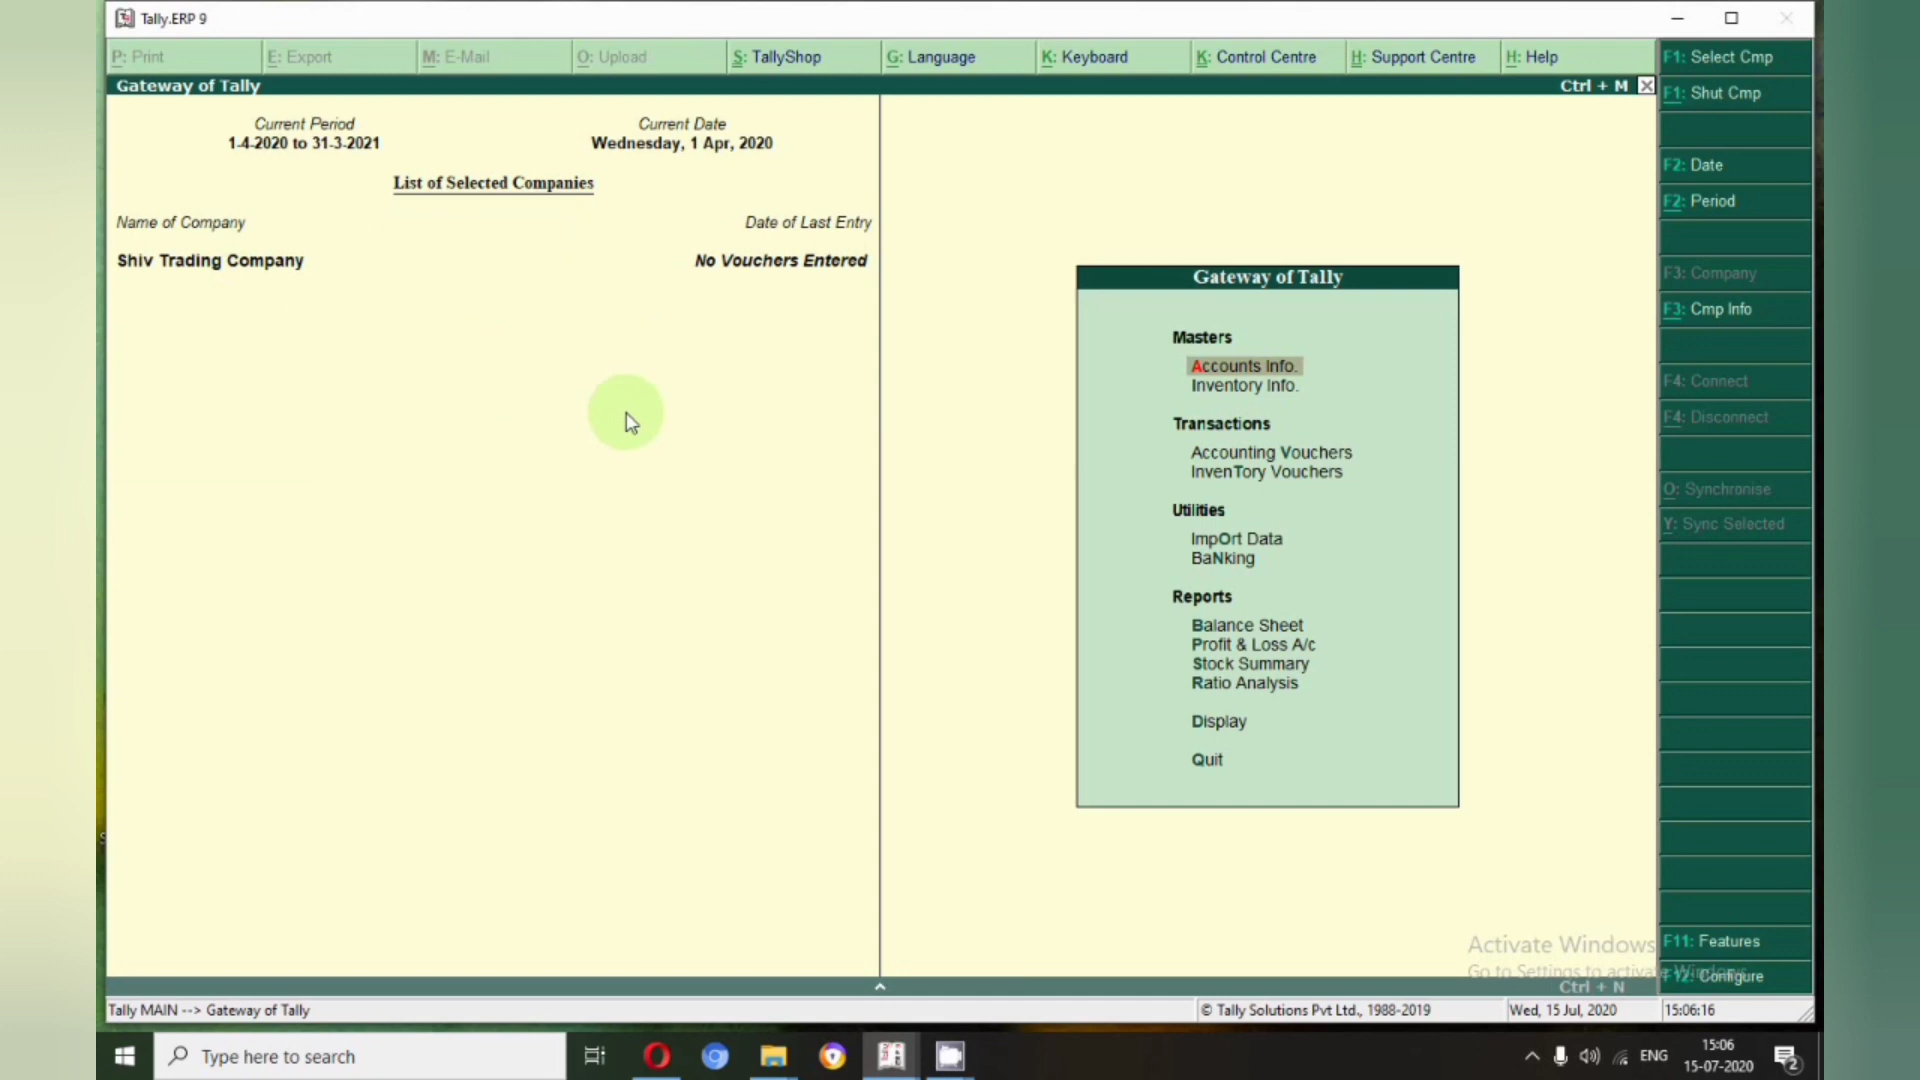 Tally.ERP 9
P: Print
E: Export
M: E-Mail
O: Upload
S: TallyShop
G: Language
K: Keyboard
K: Control Centre
H: Support Centre
H: Help
F1: Select Cmp
Gateway of Tally
Ctrl + M
F1: Shut Cmp
Current Period
1-4-2020 to 31-3-2021
Current Date
Wednesday, 1 Apr, 2020
List of Selected Companies
Name of Company
Date of Last Entry
Shiv Trading Company
No Vouchers Entered
Gateway of Tally
Masters
Accounts Info.
Inventory Info.
Transactions
Accounting Vouchers
InvenTory Vouchers
Utilities
ImpOrt Data
BaNking
Reports
Balance Sheet
Profit & Loss A/c
Stock Summary
Ratio Analysis
Display
Quit
F2: Date
F2: Period
F3: Company
F3: Cmp Info
F4: Connect
F4: Disconnect
O: Synchronise
Y: Sync Selected
F11: Features
F12: Configure
Activate Windows
Go to Settings to activate Windows.
Ctrl + N
Tally MAIN --> Gateway of Tally
© Tally Solutions Pvt Ltd., 1988-2019
Wed, 15 Jul, 2020
15:06:16
Type here to search
ENG
15:06
15-07-2020
2